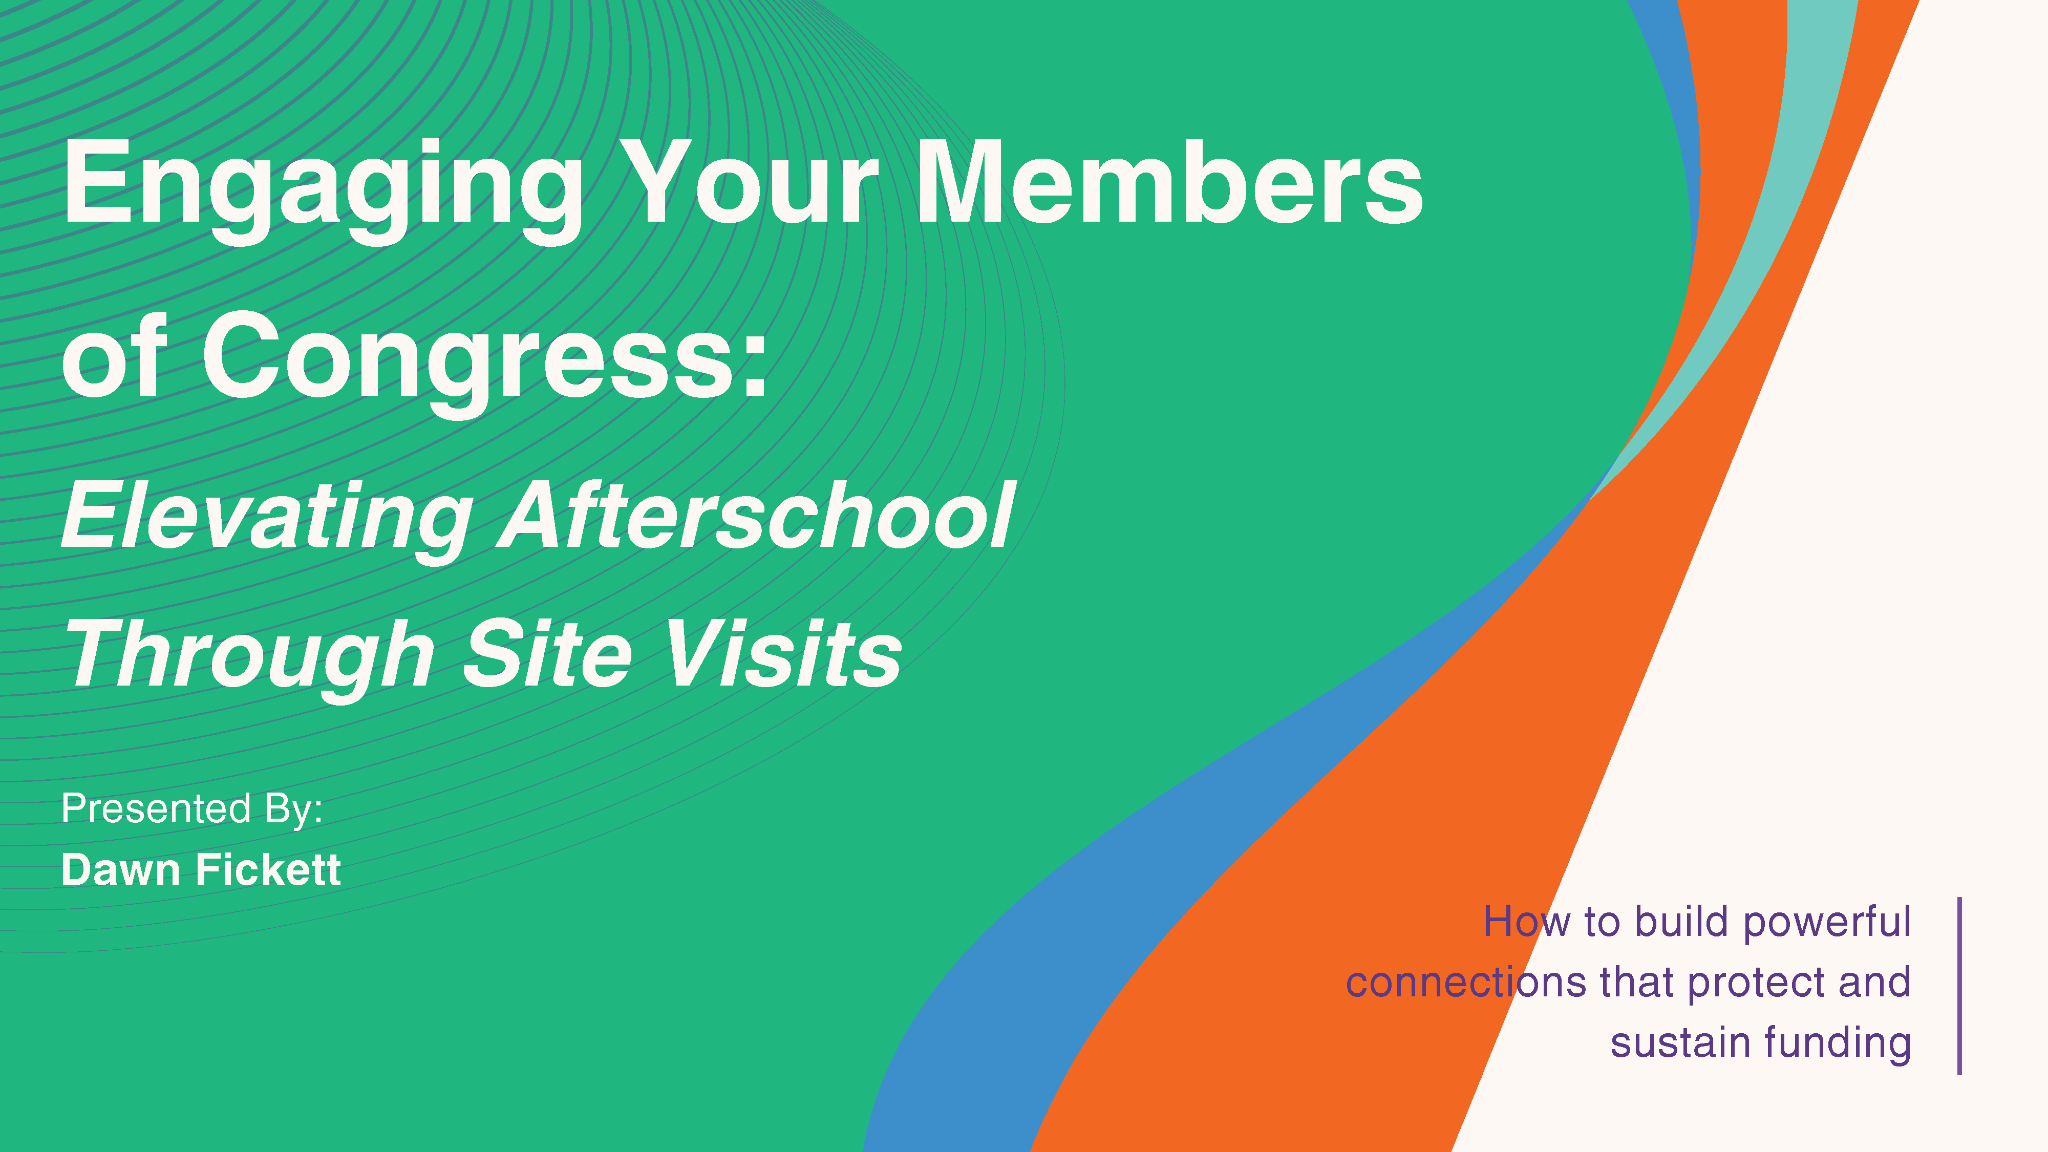 Engaging Your Members
of Congress:
Elevating Afterschool
Through Site Visits
Presented By:
Dawn Fickett
How to build powerful
connections that protect and
sustain funding